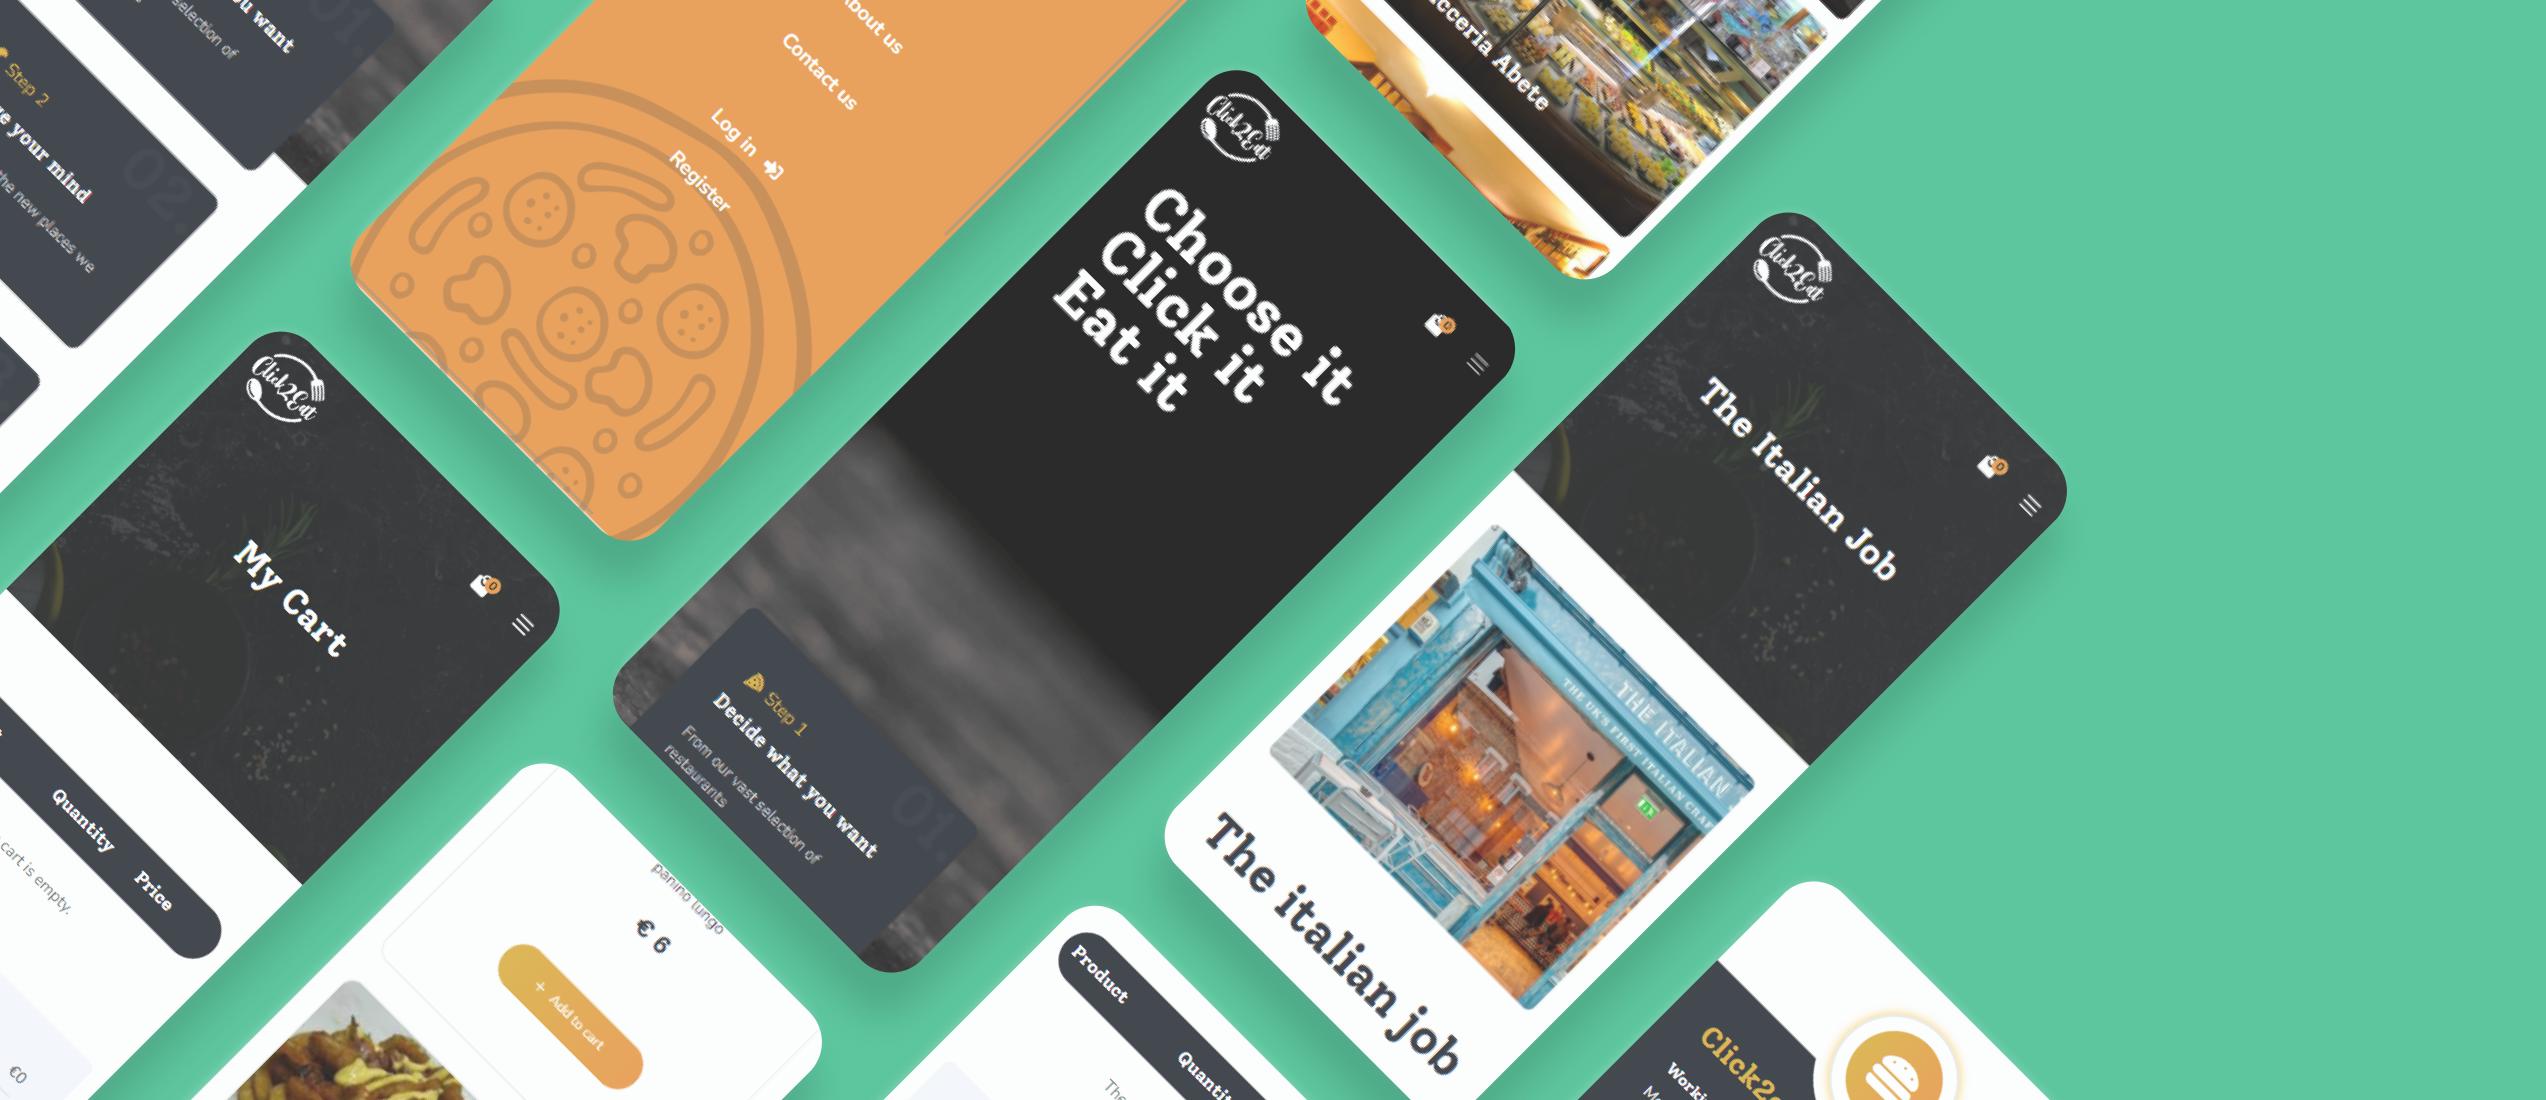 01.
ou want
selection of
Step 2
e your mind
the new places we
02.
About us
Contact us
Log in
Register
Click2Eat
Choose it
Click it
Eat it
0
Step 1
Decide what you want
From our vast selection of
restaurants
01.
icceria Abete
Click2Eat
The Italian Job
0
THE ITALIAN
THE UK'S FIRST ITALIAN CRAF
The italian job
Click2Eat
My Cart
0
Quantity
Price
cart is empty.
€0
panino lungo
€ 6
+ Add to cart
Product
Quantit
The
Click2
Worki